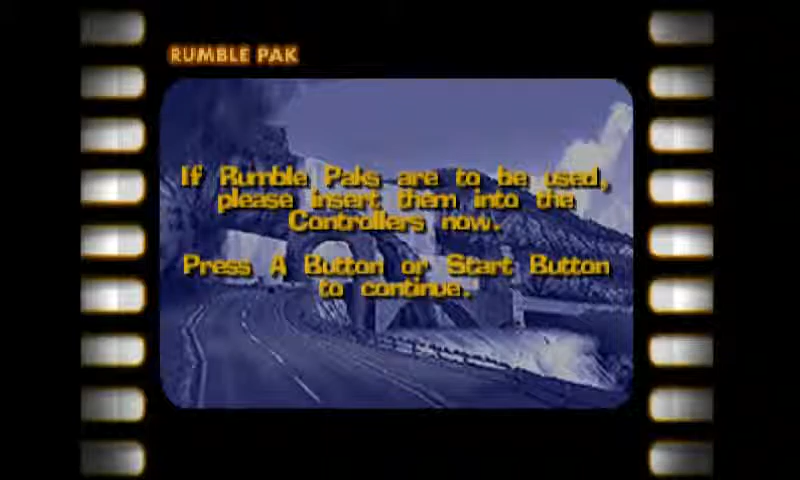 RUMBLE PAK
If Rumble Paks are to be used,
please insert them into the
Controllers now.
Press A Button or Start Button
to continue.